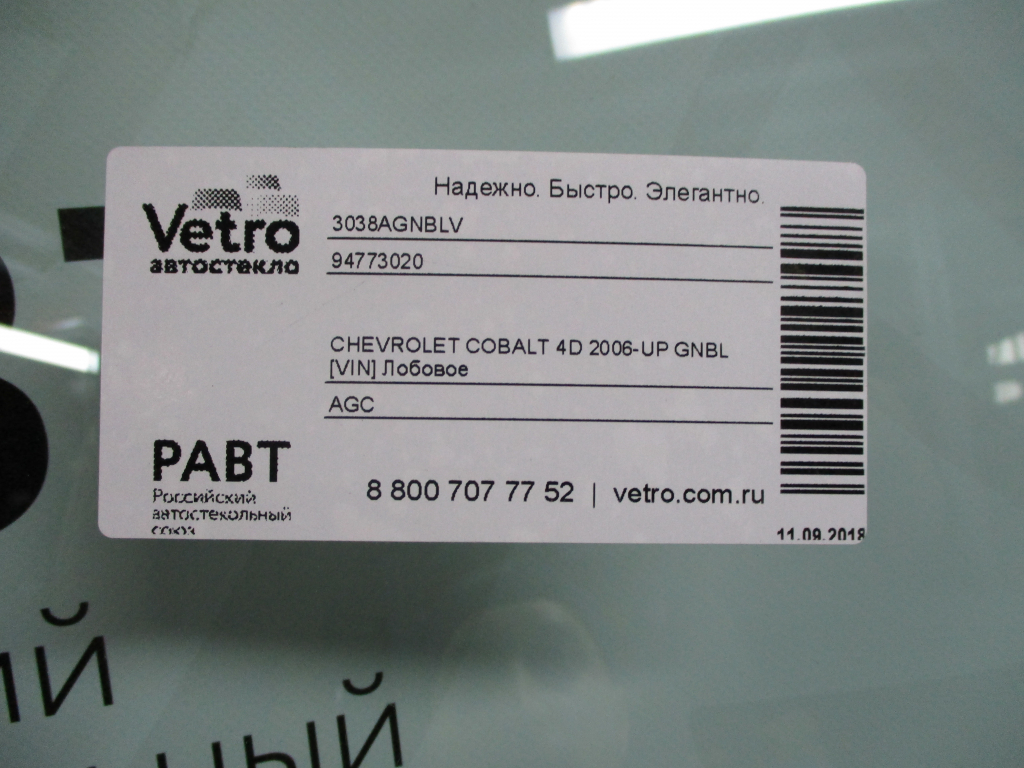 Надежно. Быстро. Элегантно.
Vetro
автостекло
3038AGNBLV
94773020
CHEVROLET COBALT 4D 2006-UP GNBL
[VIN] Лобовое
AGC
РАВТ
Российский
автостекольный
союз
8 800 707 77 52 | vetro.com.ru
11.09.2018